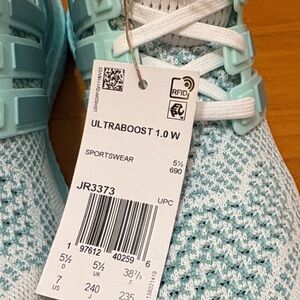 RFID
ULTRABOOST 1.0 W
SPORTSWEAR
5½
690
JR3373
UPC
1 97612 40259 6
5½ 5½ 38⅔
D UK F
7 240 235
US